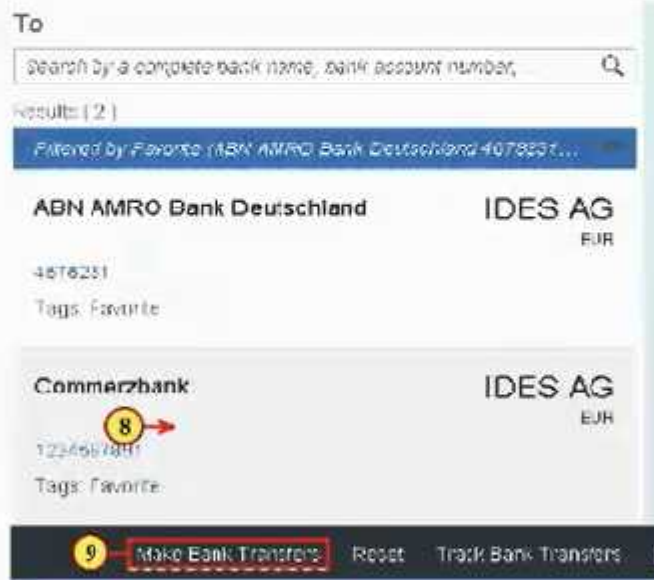 To
Search by a complete bank name, bank account number, ...
Results ( 2 )
Filtered by Favorite (ABN AMRO Bank Deutschland 4678231...
ABN AMRO Bank Deutschland
IDES AG
EUR
4678231
Tags: Favorite
Commerzbank
IDES AG
EUR
8
Tags: Favorite
9
Make Bank Transfers
Reset
Track Bank Transfers